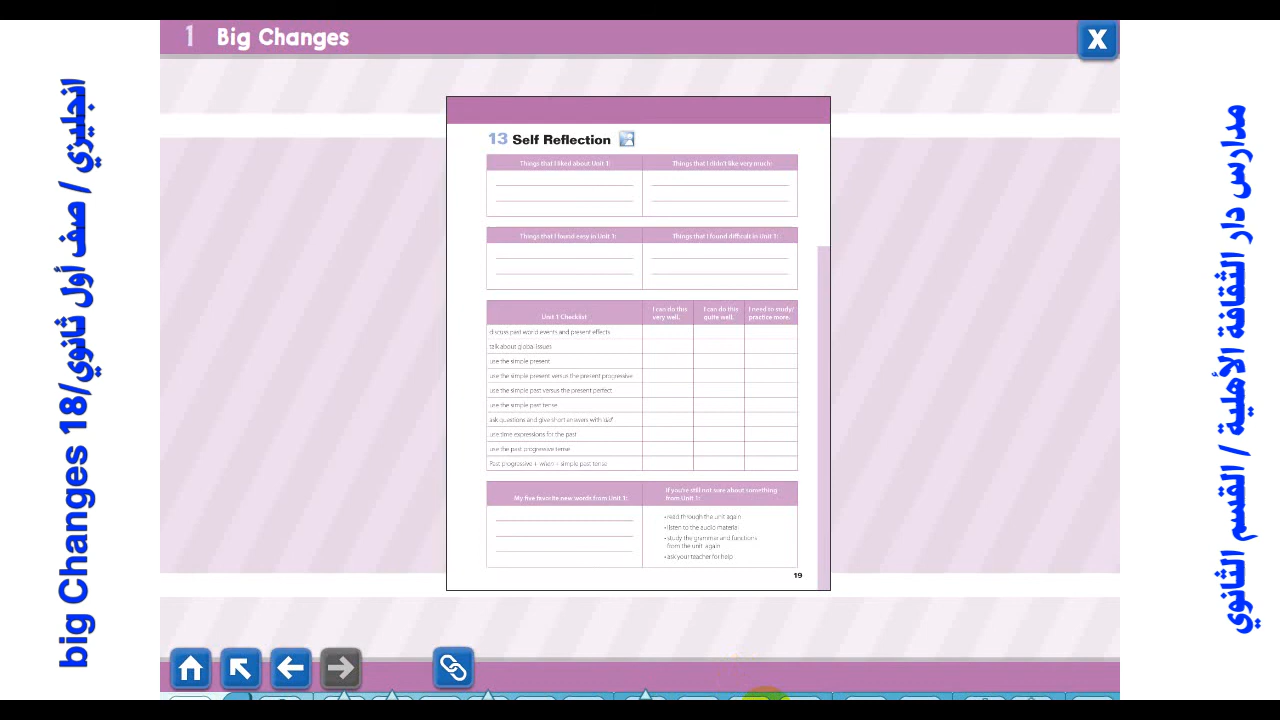 1 Big Changes
X
انجليزي / صف أول ثانوي/18 big Changes
13 Self Reflection
Things that I liked about Unit 1:
Things that I didn't like very much:
Things that I found easy in Unit 1:
Things that I found difficult in Unit 1:
Unit 1 Checklist
I can do this very well.
I can do this quite well.
I need to study/practice more.
discuss past world events and present effects
talk about global issues
use the simple present
use the simple present versus the present progressive
use the simple past versus the present perfect
use the simple past tense
ask questions and give short answers with
use time expressions for the past
use the past progressive tense
Past progressive + when + simple past tense
My five favorite new words from Unit 1:
If you're still not sure about something
from Unit 1:
• read through the unit again
• listen to the audio material
• study the grammar and functions
from the unit again
• ask your teacher for help
19
مدارس دار الثقافة الأهلية / القسم الثانوي